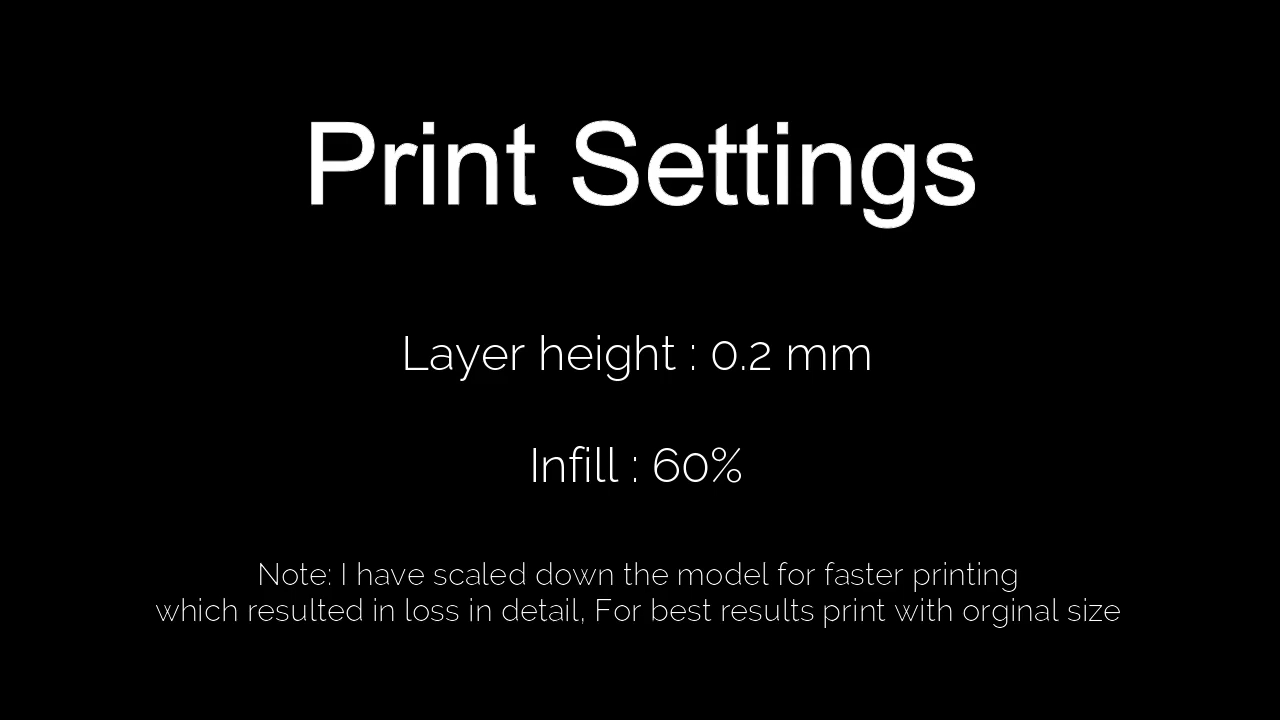 Print Settings
Layer height : 0.2 mm
Infill : 60%
Note: I have scaled down the model for faster printing
which resulted in loss in detail, For best results print with orginal size